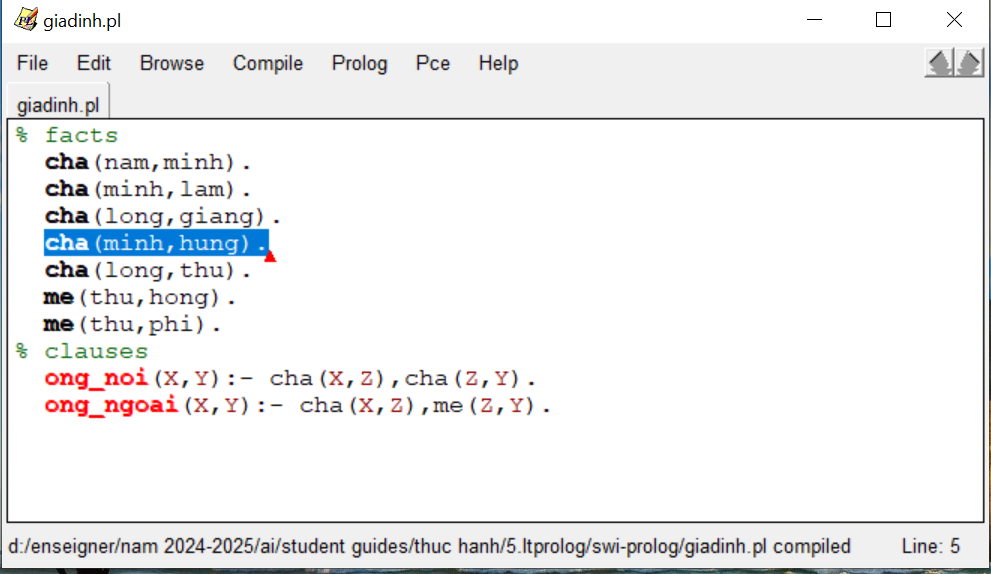 giadinh.pl
File Edit Browse Compile Prolog Pce Help
giadinh.pl
% facts
cha(nam,minh).
cha(minh,lam).
cha(long,giang).
cha(minh,hung).
cha(long,thu).
me(thu,hong).
me(thu,phi).
% clauses
ong_noi(X,Y):- cha(X,Z),cha(Z,Y).
ong_ngoai(X,Y):- cha(X,Z),me(Z,Y).
d:/enseigner/nam 2024-2025/ai/student guides/thuc hanh/5.ltprolog/swi-prolog/giadinh.pl compiled Line: 5